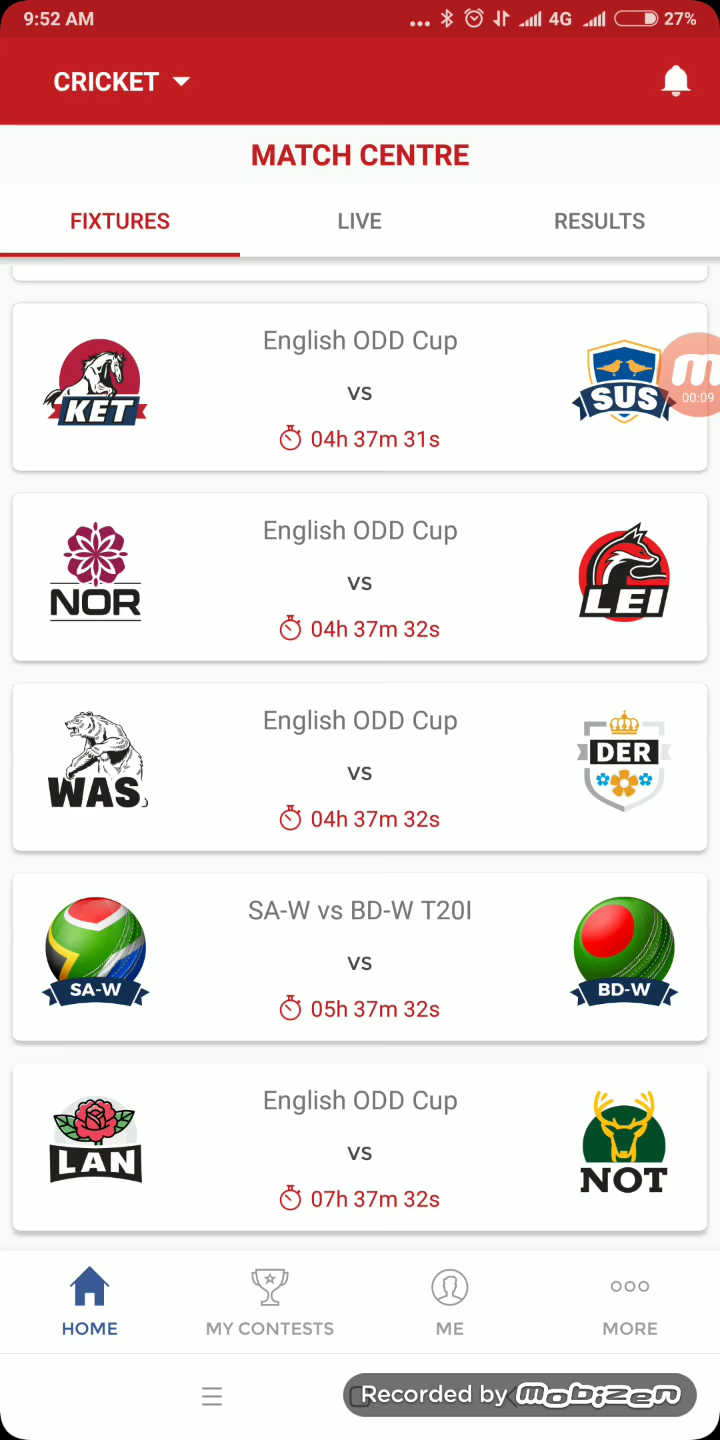 9:52 AM
... 4G 27%
CRICKET
MATCH CENTRE
FIXTURES LIVE RESULTS
English ODD Cup
KET vs SUS
04h 37m 31s
00:09
English ODD Cup
NOR vs LEI
04h 37m 32s
English ODD Cup
WAS vs DER
04h 37m 32s
SA-W vs BD-W T20I
SA-W vs BD-W
05h 37m 32s
English ODD Cup
LAN vs NOT
07h 37m 32s
HOME MY CONTESTS ME MORE
Recorded by mobizen